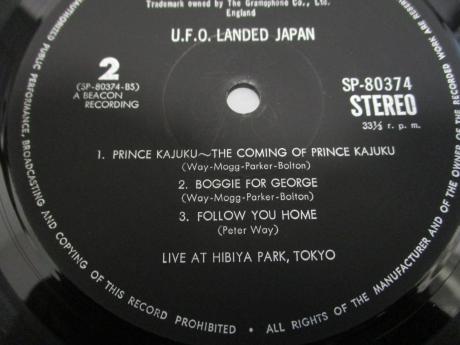 Trademark owned by The Gramophone Co., Ltd.
England
U.F.O. LANDED JAPAN
2
(SP-80374-BS)
A BEACON
RECORDING
SP-80374
STEREO
33⅓ r. p. m.
1. PRINCE KAJUKU～THE COMING OF PRINCE KAJUKU
(Way-Mogg-Parker-Bolton)
2. BOGGIE FOR GEORGE
(Way-Mogg-Parker-Bolton)
3. FOLLOW YOU HOME
(Peter Way)
LIVE AT HIBIYA PARK, TOKYO
PUBLIC PERFORMANCE, BROADCASTING AND COPYING OF THIS RECORD PROHIBITED • ALL RIGHTS OF THE MANUFACTURER AND OF THE OWNER OF THE RECORDED WORK ARE